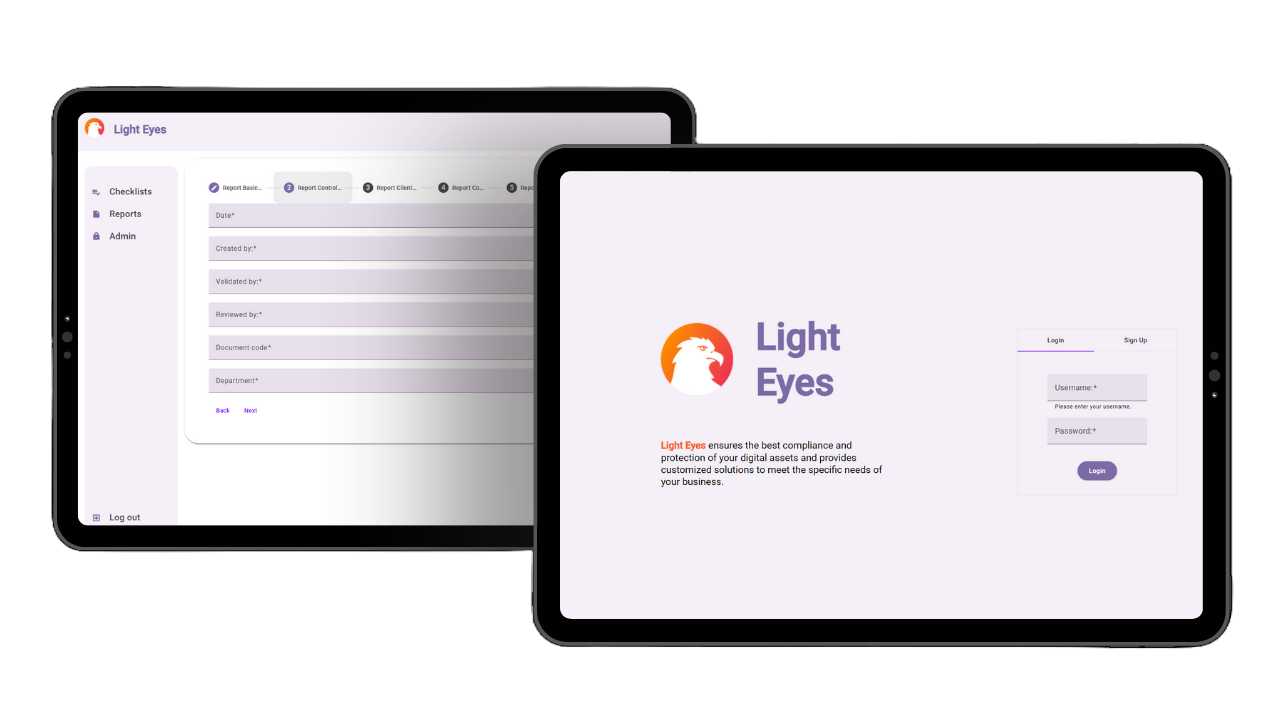 Light Eyes
Checklists
Reports
Admin
Log out
Report Basic...
2 Report Control...
3 Report Client...
4 Report Co...
5 Repo
Date*
Created by:*
Validated by:*
Reviewed by:*
Document code*
Department*
Back Next
Light
Eyes
Light Eyes ensures the best compliance and
protection of your digital assets and provides
customized solutions to meet the specific needs of
your business.
Login Sign Up
Username:*
Please enter your username.
Password:*
Login